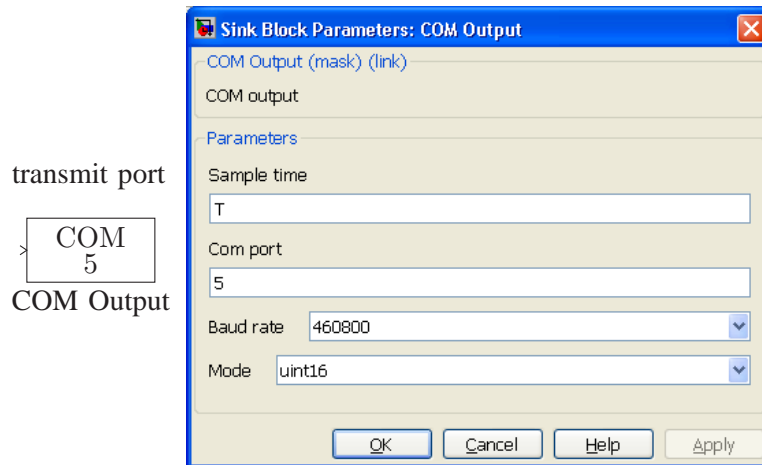 transmit port
COM
5
COM Output
Sink Block Parameters: COM Output
COM Output (mask) (link)
COM output
Parameters
Sample time
T
Com port
5
Baud rate 460800
Mode uint16
OK Cancel Help Apply